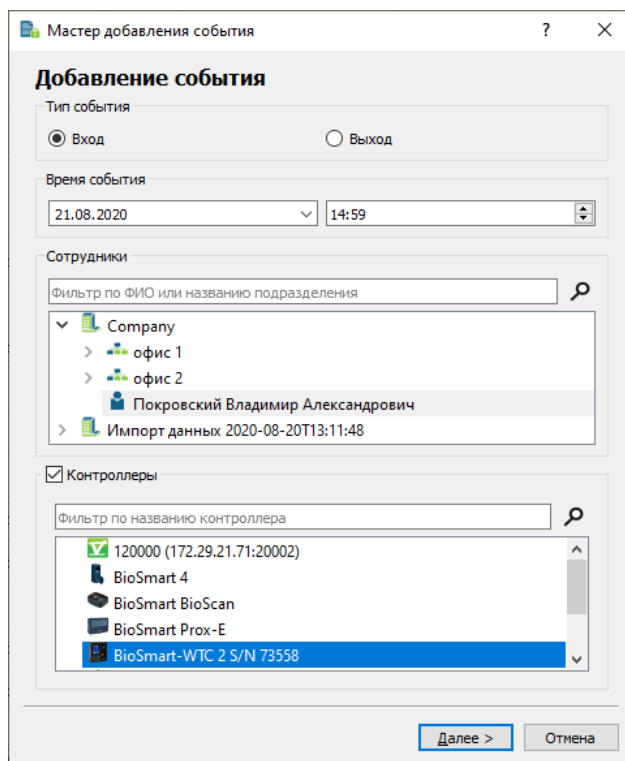 Мастер добавления события
Добавление события
Тип события
Вход
Выход
Время события
21.08.2020
14:59
Сотрудники
Фильтр по ФИО или названию подразделения
Company
офис 1
офис 2
Покровский Владимир Александрович
Импорт данных 2020-08-20T13:11:48
Контроллеры
Фильтр по названию контроллера
120000 (172.29.21.71:20002)
BioSmart 4
BioSmart BioScan
BioSmart Prox-E
BioSmart-WTC 2 S/N 73558
Далее >
Отмена